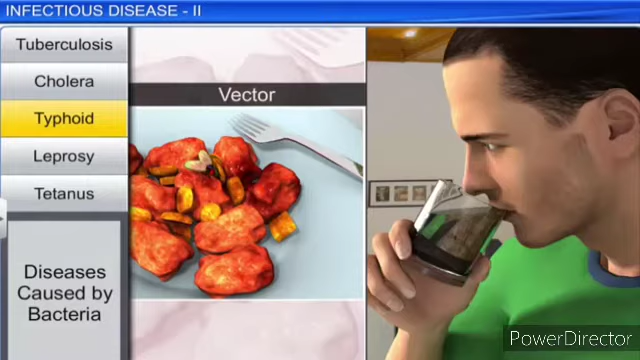 INFECTIOUS DISEASE - II
Tuberculosis
Cholera
Typhoid
Leprosy
Tetanus
Diseases
Caused by
Bacteria
Vector
PowerDirector